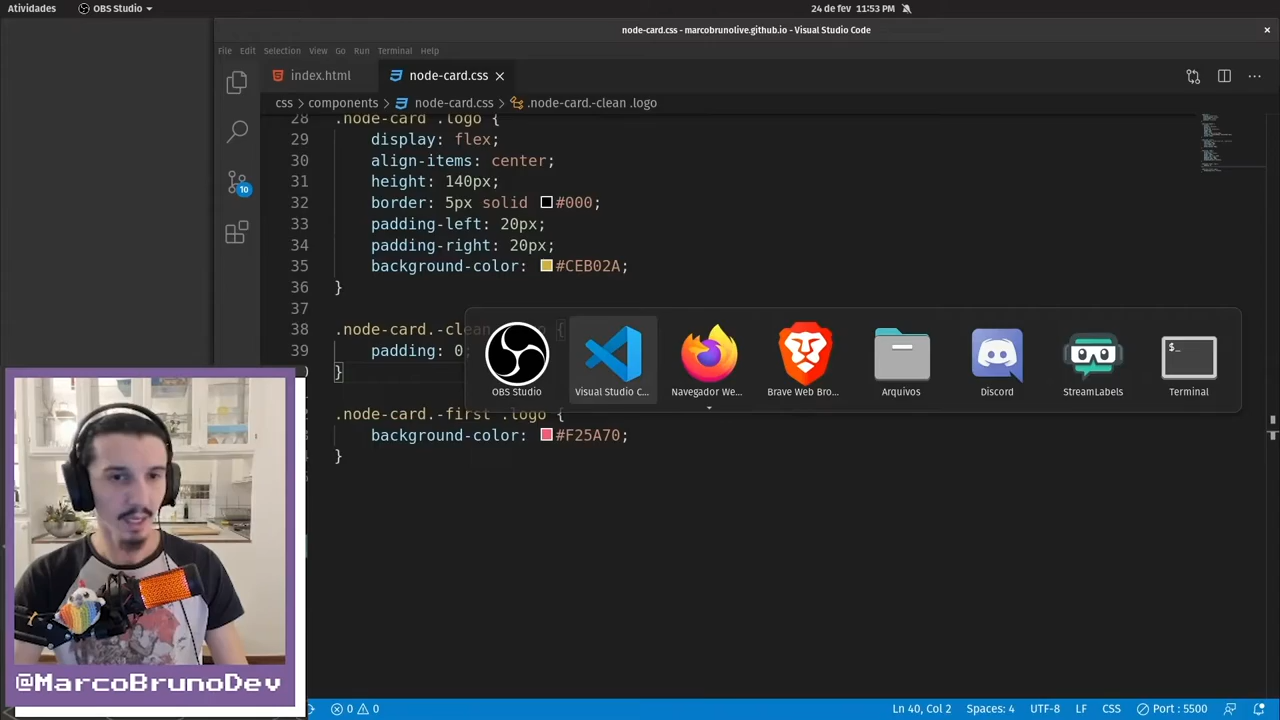 Atividades
OBS Studio
24 de fev 11:53 PM
node-card.css - marcobrunolive.github.io - Visual Studio Code
File Edit Selection View Go Run Terminal Help
index.html
node-card.css
css > components > node-card.css > .node-card.-clean .logo
28 .node-card .logo {
29 display: flex;
30 align-items: center;
31 height: 140px;
32 border: 5px solid #000;
33 padding-left: 20px;
34 padding-right: 20px;
35 background-color: #CEB02A;
36 }
37
38 .node-card.-clean {
39 padding: 0;
}
.node-card.-first .logo {
background-color: #F25A70;
}
10
OBS Studio
Visual Studio C...
Navegador We...
Brave Web Bro...
Arquivos
Discord
StreamLabels
$_
Terminal
@MarcoBrunoDev
0 0
Ln 40, Col 2
Spaces: 4
UTF-8
LF
CSS
Port : 5500